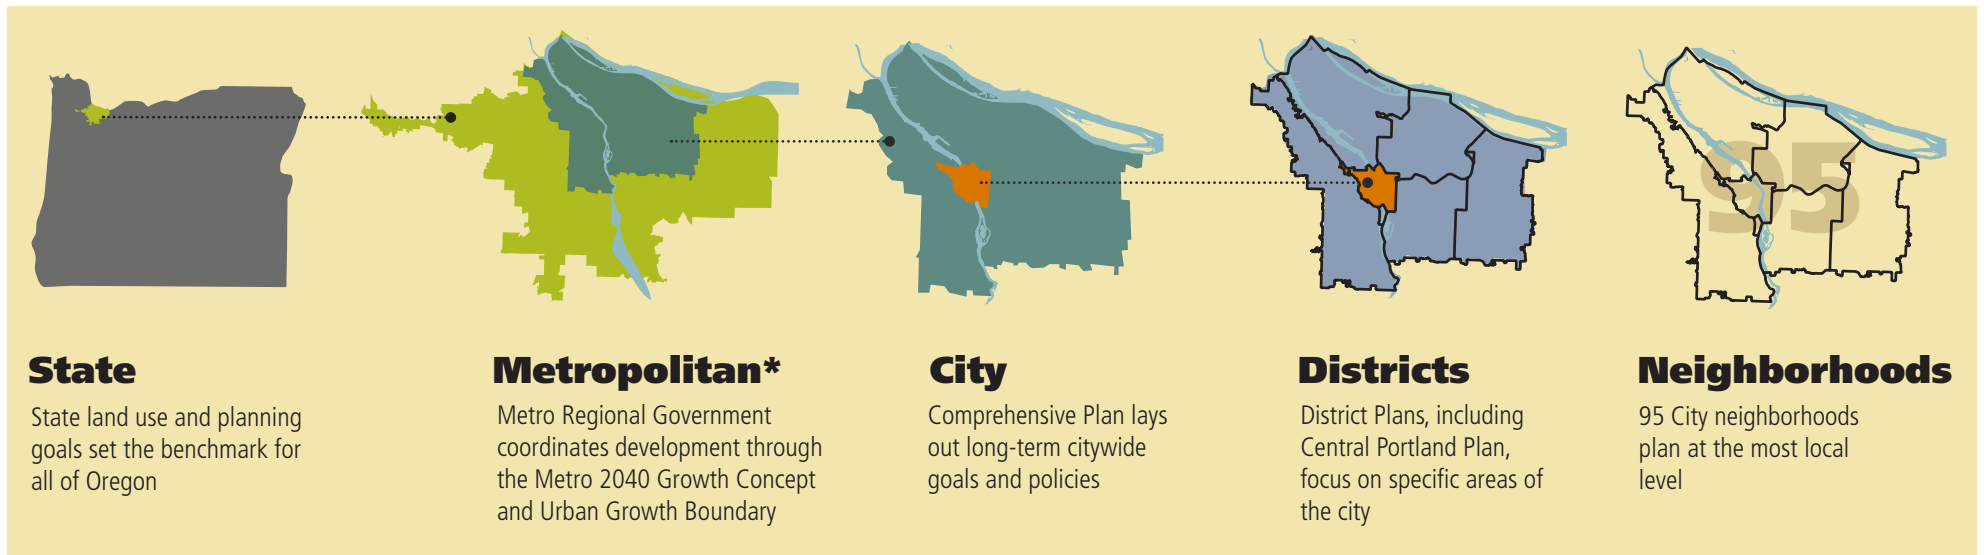 95
State
State land use and planning
goals set the benchmark for
all of Oregon
Metropolitan*
Metro Regional Government
coordinates development through
the Metro 2040 Growth Concept
and Urban Growth Boundary
City
Comprehensive Plan lays
out long-term citywide
goals and policies
Districts
District Plans, including
Central Portland Plan,
focus on specific areas of
the city
Neighborhoods
95 City neighborhoods
plan at the most local
level